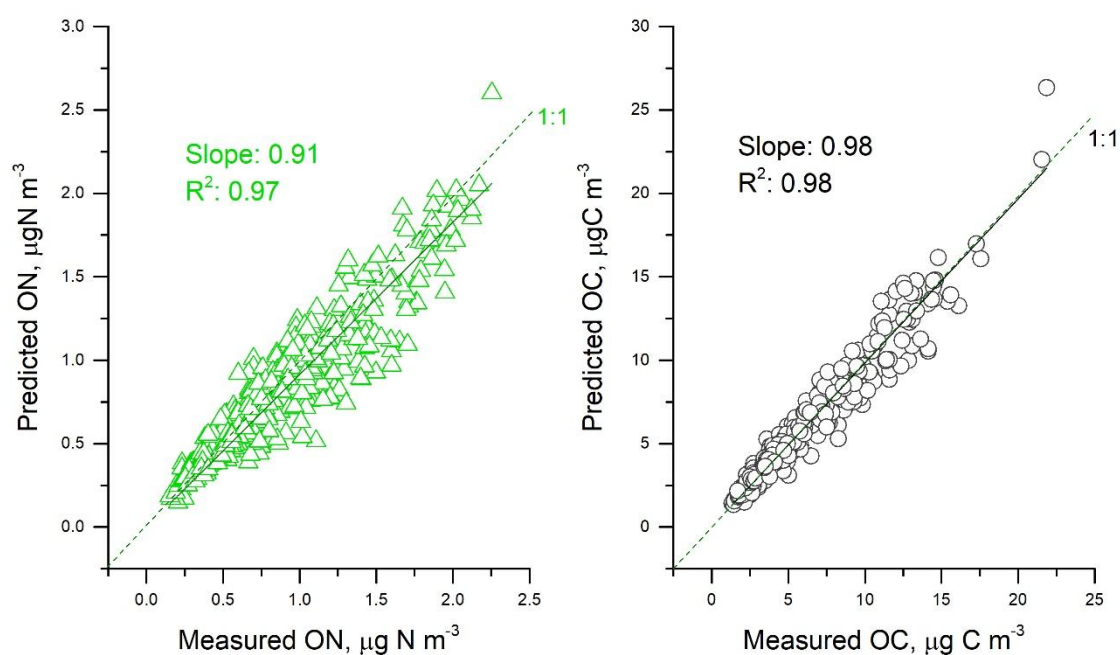 3.0
2.5
2.0
1.5
1.0
0.5
0.0
Predicted ON, μgN m⁻³
Slope: 0.91
R²: 0.97
1:1
0.0 0.5 1.0 1.5 2.0 2.5
Measured ON, μg N m⁻³
30
25
20
15
10
5
0
Predicted OC, μgC m⁻³
Slope: 0.98
R²: 0.98
1:1
0 5 10 15 20 25
Measured OC, μg C m⁻³